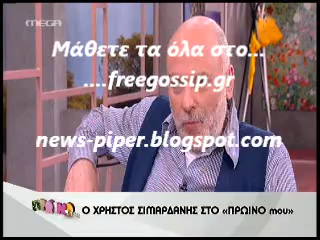 MEGA
Μάθετε τα όλα στο...
....freegossip.gr
news-piper.blogspot.com
Ο ΧΡΗΣΤΟΣ ΣΙΜΑΡΔΑΝΗΣ ΣΤΟ «ΠΡΩΙΝΟ mou»